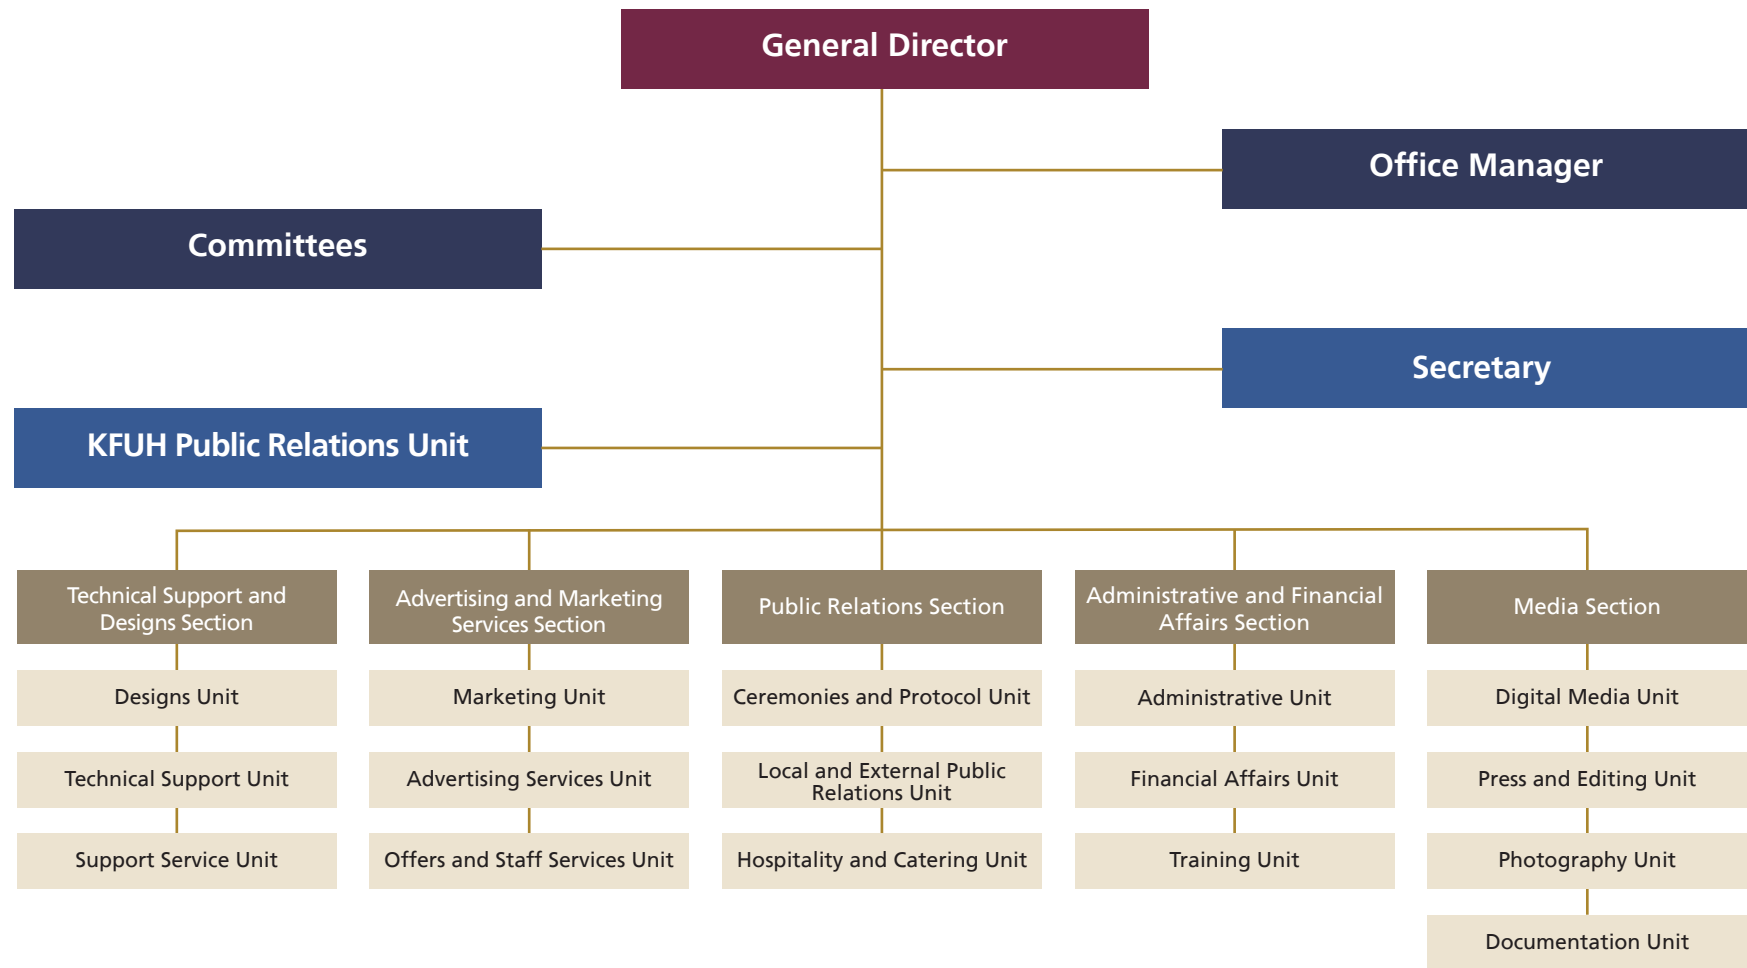 General Director
Office Manager
Committees
Secretary
KFUH Public Relations Unit
Technical Support and
Designs Section
Advertising and Marketing
Services Section
Public Relations Section
Administrative and Financial
Affairs Section
Media Section
Designs Unit
Marketing Unit
Ceremonies and Protocol Unit
Administrative Unit
Digital Media Unit
Technical Support Unit
Advertising Services Unit
Local and External Public
Relations Unit
Financial Affairs Unit
Press and Editing Unit
Support Service Unit
Offers and Staff Services Unit
Hospitality and Catering Unit
Training Unit
Photography Unit
Documentation Unit